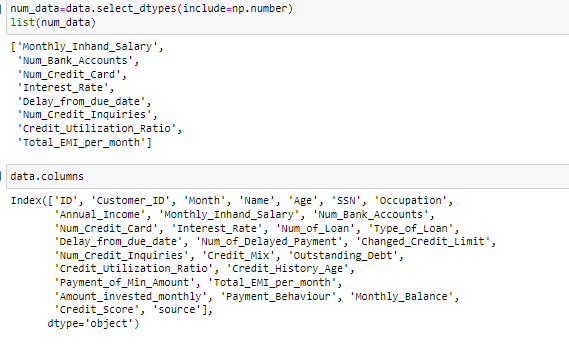 num_data=data.select_dtypes(include=np.number)
list(num_data)
['Monthly_Inhand_Salary',
 'Num_Bank_Accounts',
 'Num_Credit_Card',
 'Interest_Rate',
 'Delay_from_due_date',
 'Num_Credit_Inquiries',
 'Credit_Utilization_Ratio',
 'Total_EMI_per_month']
data.columns
Index(['ID', 'Customer_ID', 'Month', 'Name', 'Age', 'SSN', 'Occupation',
       'Annual_Income', 'Monthly_Inhand_Salary', 'Num_Bank_Accounts',
       'Num_Credit_Card', 'Interest_Rate', 'Num_of_Loan', 'Type_of_Loan',
       'Delay_from_due_date', 'Num_of_Delayed_Payment', 'Changed_Credit_Limit',
       'Num_Credit_Inquiries', 'Credit_Mix', 'Outstanding_Debt',
       'Credit_Utilization_Ratio', 'Credit_History_Age',
       'Payment_of_Min_Amount', 'Total_EMI_per_month',
       'Amount_invested_monthly', 'Payment_Behaviour', 'Monthly_Balance',
       'Credit_Score', 'source'],
      dtype='object')